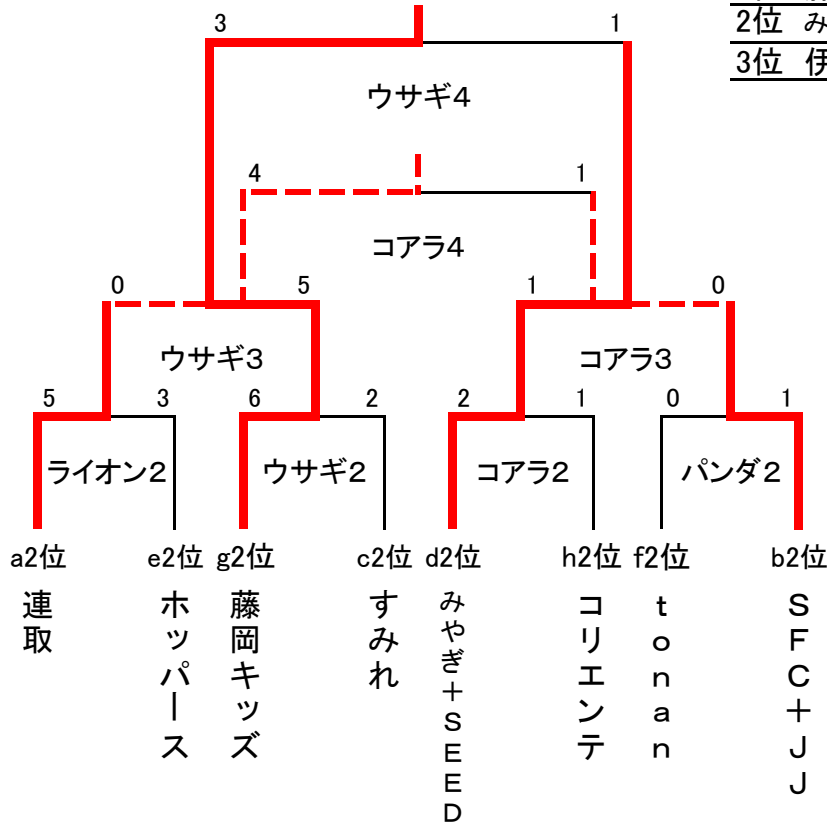 3 1
2位 み
3位 伊
ウサギ4
4 1
コアラ4
0 5 1 0
ウサギ3 コアラ3
5 3 6 2 2 1 0 1
ライオン2 ウサギ2 コアラ2 パンダ2
a2位 e2位 g2位 c2位 d2位 h2位 f2位 b2位
連取
ホッパース
藤岡キッズ
すみれ
みやぎ+SEED
コリエンテ
tonan
SFC+JJ